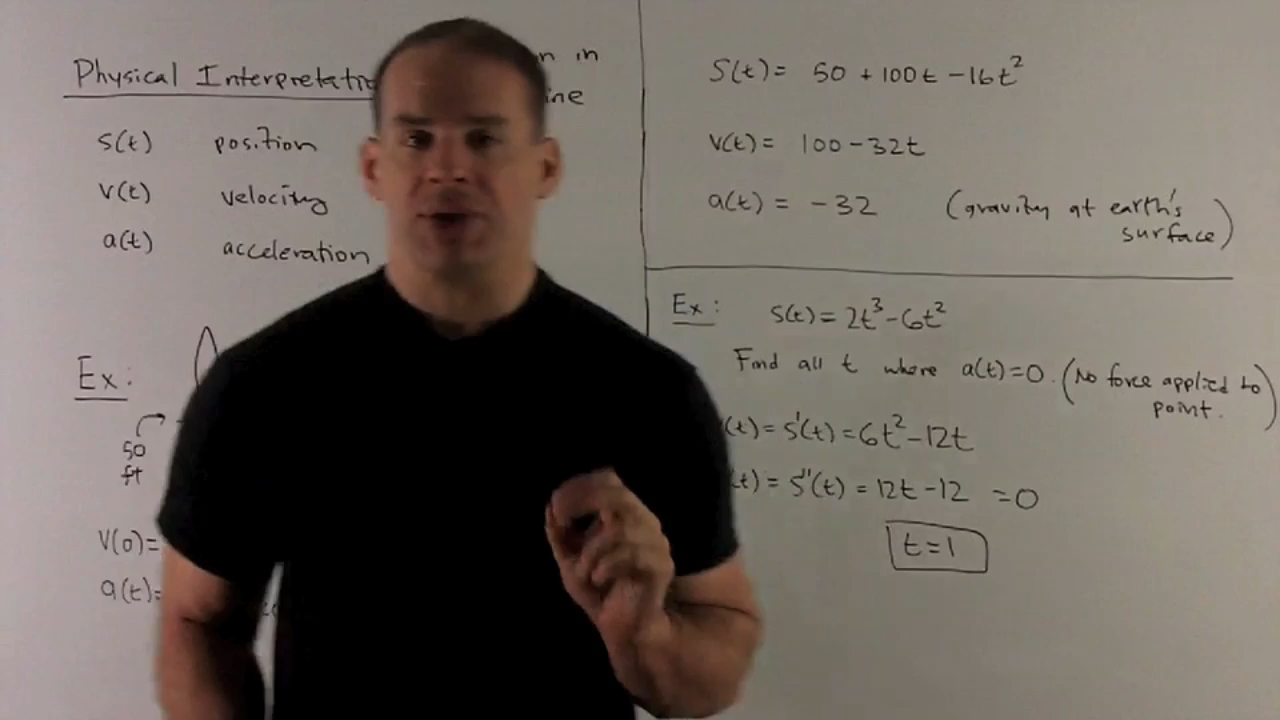 Physical Interpretatio
n in
ine
s(t) position
v(t) velocity
a(t) acceleration
Ex:
50
ft
v(0)=
a(t)=
S(t) = 50 + 100t - 16t²
v(t) = 100 - 32t
a(t) = -32 (gravity at earth's
surface)
Ex: s(t) = 2t³ - 6t²
Find all t where a(t)=0. (No force applied to
point.)
(t) = s'(t) = 6t² - 12t
(t) = s''(t) = 12t - 12 = 0
t = 1